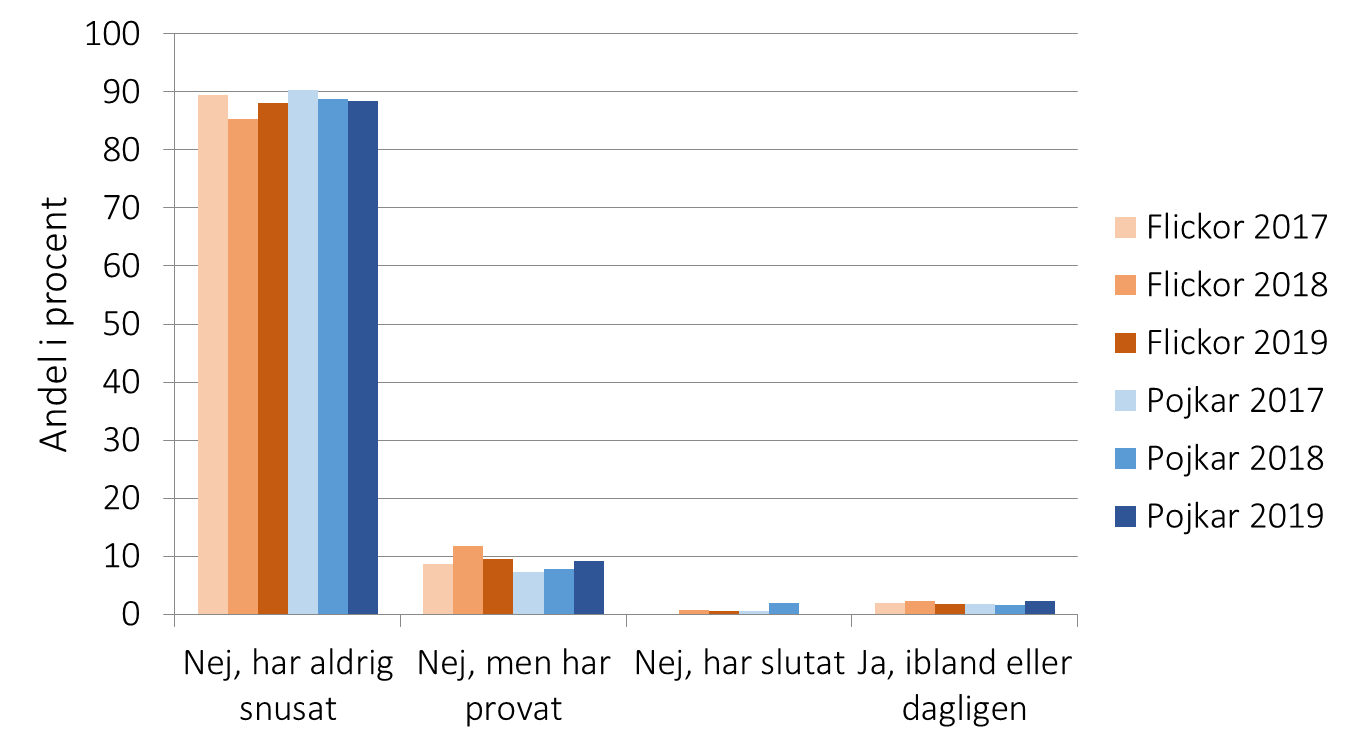 100
90
80
70
60
50
40
30
20
10
0
Andel i procent
Nej, har aldrig
snusat
Nej, men har
provat
Nej, har slutat
Ja, ibland eller
dagligen
Flickor 2017
Flickor 2018
Flickor 2019
Pojkar 2017
Pojkar 2018
Pojkar 2019